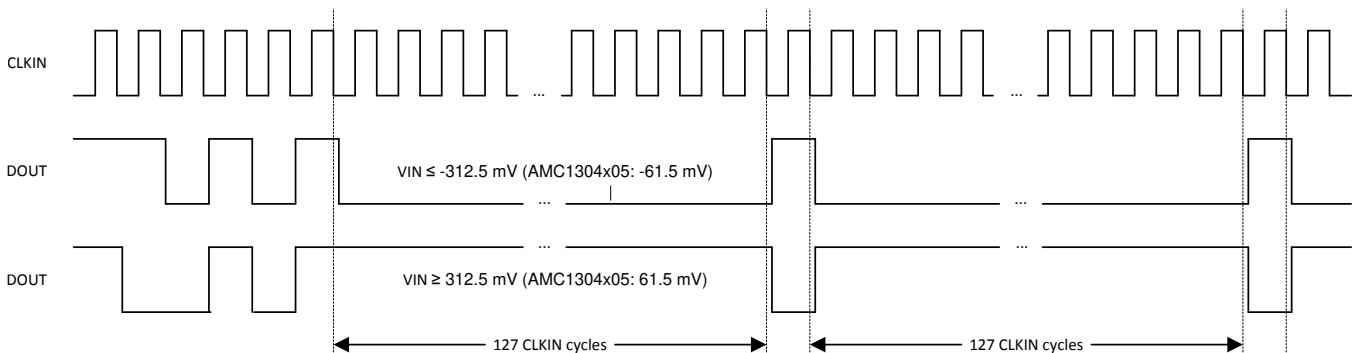 CLKIN
...
...
DOUT
VIN ≤ -312.5 mV (AMC1304x05: -61.5 mV)
...
...
...
...
DOUT
VIN ≥ 312.5 mV (AMC1304x05: 61.5 mV)
127 CLKIN cycles
127 CLKIN cycles